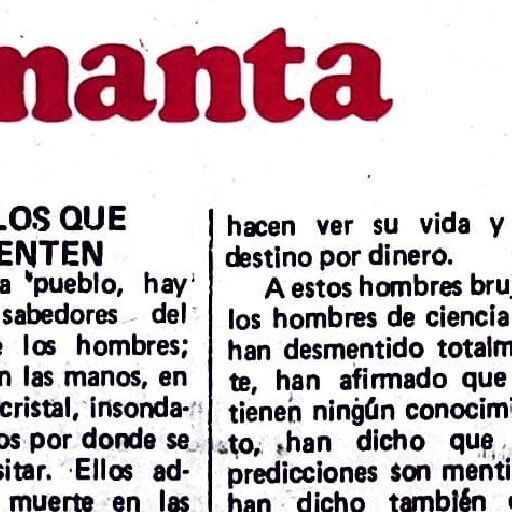 manta
LOS QUE
ENTEN
a pueblo, hay
sabedores del
e los hombres;
n las manos, en
cristal, insonda-
os por donde se
sitar. Ellos ad-
muerte en las
hacen ver su vida y
destino por dinero.
A estos hombres bruj
los hombres de ciencia
han desmentido totalm
te, han afirmado que
tienen ningún conocimi
to, han dicho que
predicciones son menti
han dicho también